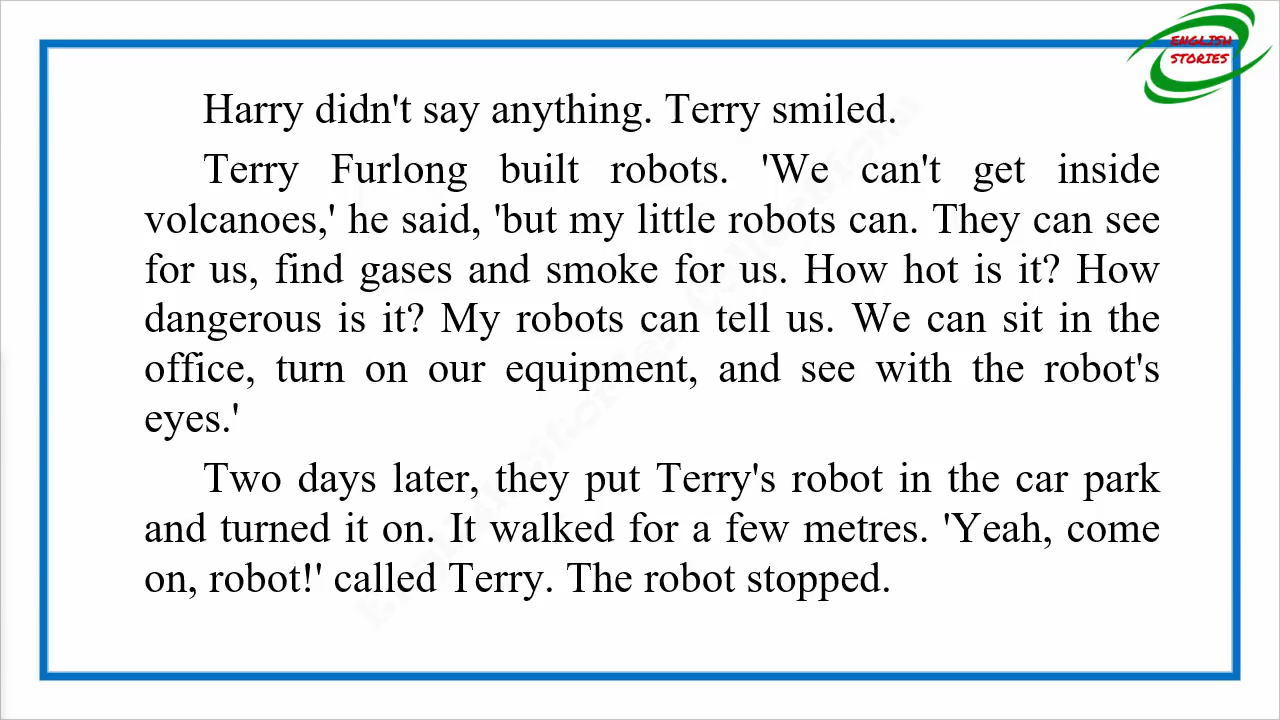 ENGLISH
STORIES
Harry didn't say anything. Terry smiled.
Terry Furlong built robots. 'We can't get inside
volcanoes,' he said, 'but my little robots can. They can see
for us, find gases and smoke for us. How hot is it? How
dangerous is it? My robots can tell us. We can sit in the
office, turn on our equipment, and see with the robot's
eyes.'
Two days later, they put Terry's robot in the car park
and turned it on. It walked for a few metres. 'Yeah, come
on, robot!' called Terry. The robot stopped.